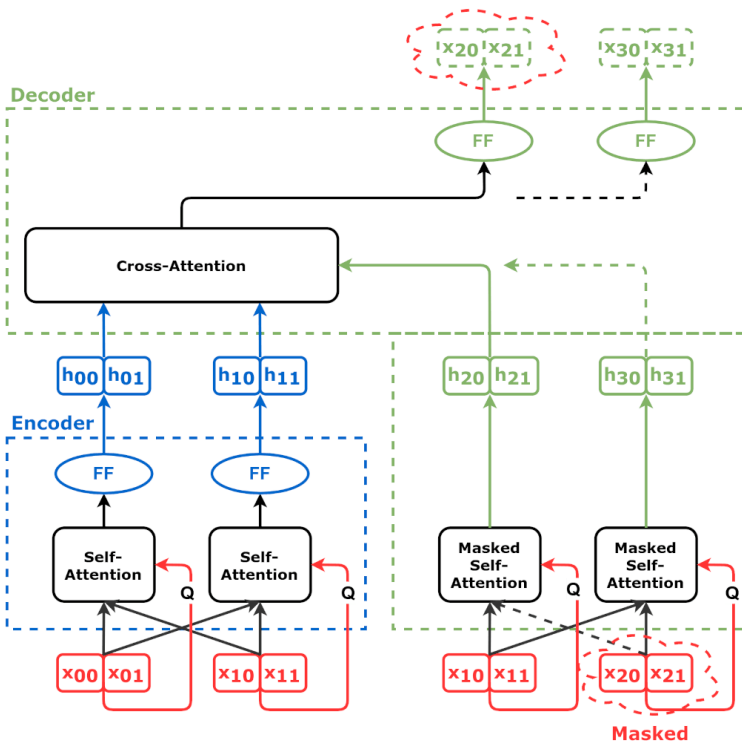 x20 x21 x30 x31
Decoder
FF FF
Cross-Attention
h00 h01 h10 h11 h20 h21 h30 h31
Encoder
FF FF
Self-
Attention
Self-
Attention
Masked
Self-
Attention
Masked
Self-
Attention
Q Q Q Q
x00 x01 x10 x11 x10 x11 x20 x21
Masked